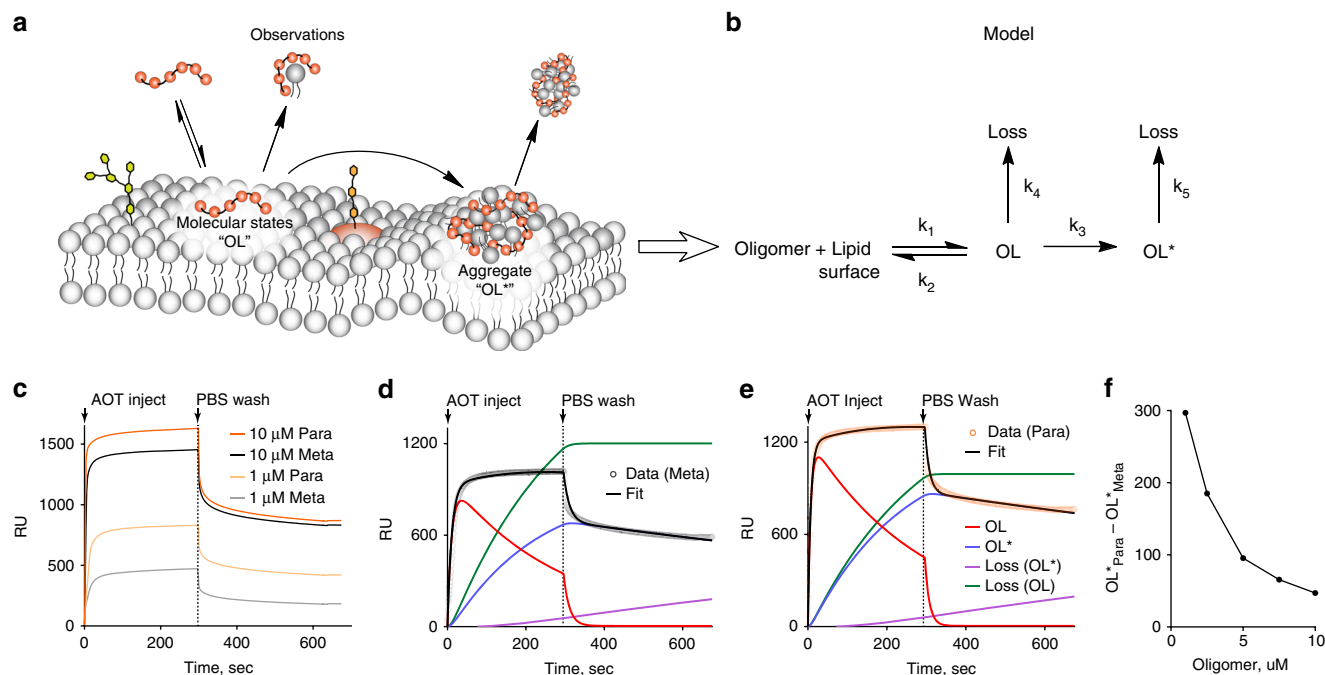 a
Observations
Molecular states
"OL"
Aggregate
"OL*"
b
Model
Loss
Loss
k4
k5
k1
k3
Oligomer + Lipid
surface
OL
OL*
k2
c
AOT inject
PBS wash
1500
1000
500
0
RU
10 μM Para
10 μM Meta
1 μM Para
1 μM Meta
0
200
400
600
Time, sec
d
AOT inject
PBS wash
1200
600
0
RU
Data (Meta)
Fit
0
200
400
600
Time, sec
e
AOT Inject
PBS Wash
1200
600
0
RU
Data (Para)
Fit
OL
OL*
Loss (OL*)
Loss (OL)
0
200
400
600
Time, sec
f
300
200
100
0
OL*Para – OL*Meta
0
5
10
Oligomer, uM